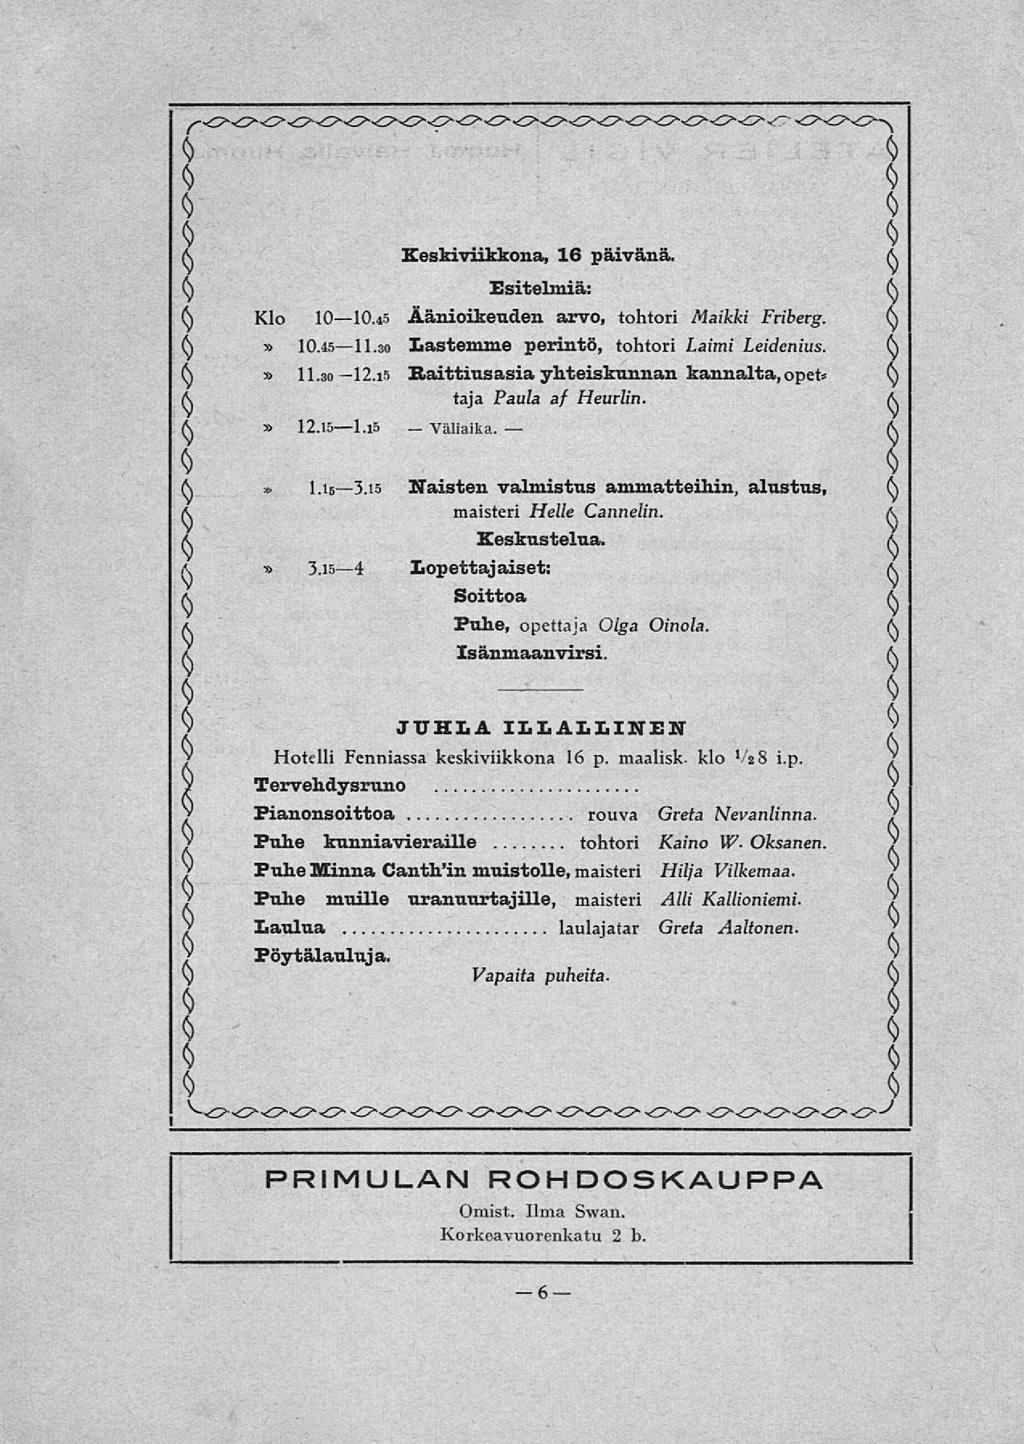 Keskiviikkona, 16 päivänä.
Esitelmiä:
Klo 10—10.45 Äänioikeuden arvo, tohtori Maikki Friberg.
» 10.45—11.30 Lastemme perintö, tohtori Laimi Leidenius.
» 11.30—12.15 Raittiusasia yhteiskunnan kannalta, opet-
taja Paula af Heurlin.
» 12.15—1.15 — Väliaika. —
» 1.15—3.15 Naisten valmistus ammatteihin, alustus,
maisteri Helle Cannelin.
Keskustelua.
» 3.15—4 Lopettajaiset:
Soittoa
Puhe, opettaja Olga Oinola.
Isänmaanvirsi.
JUHLA ILLALLINEN
Hotelli Fenniassa keskiviikkona 16 p. maalisk. klo 1/2 8 i.p.
Tervehdysruno ......................
Pianonsoittoa .................. rouva Greta Nevanlinna.
Puhe kunniavieraille ........ tohtori Kaino W. Oksanen.
Puhe Minna Canth'in muistolle, maisteri Hilja Vilkemaa.
Puhe muille uranuurtajille, maisteri Alli Kallioniemi.
Laulua ...................... laulajatar Greta Aaltonen.
Pöytälauluja.
Vapaita puheita.
PRIMULAN ROHDOSKAUPPA
Omist. Ilma Swan.
Korkeavuorenkatu 2 b.
— 6 —